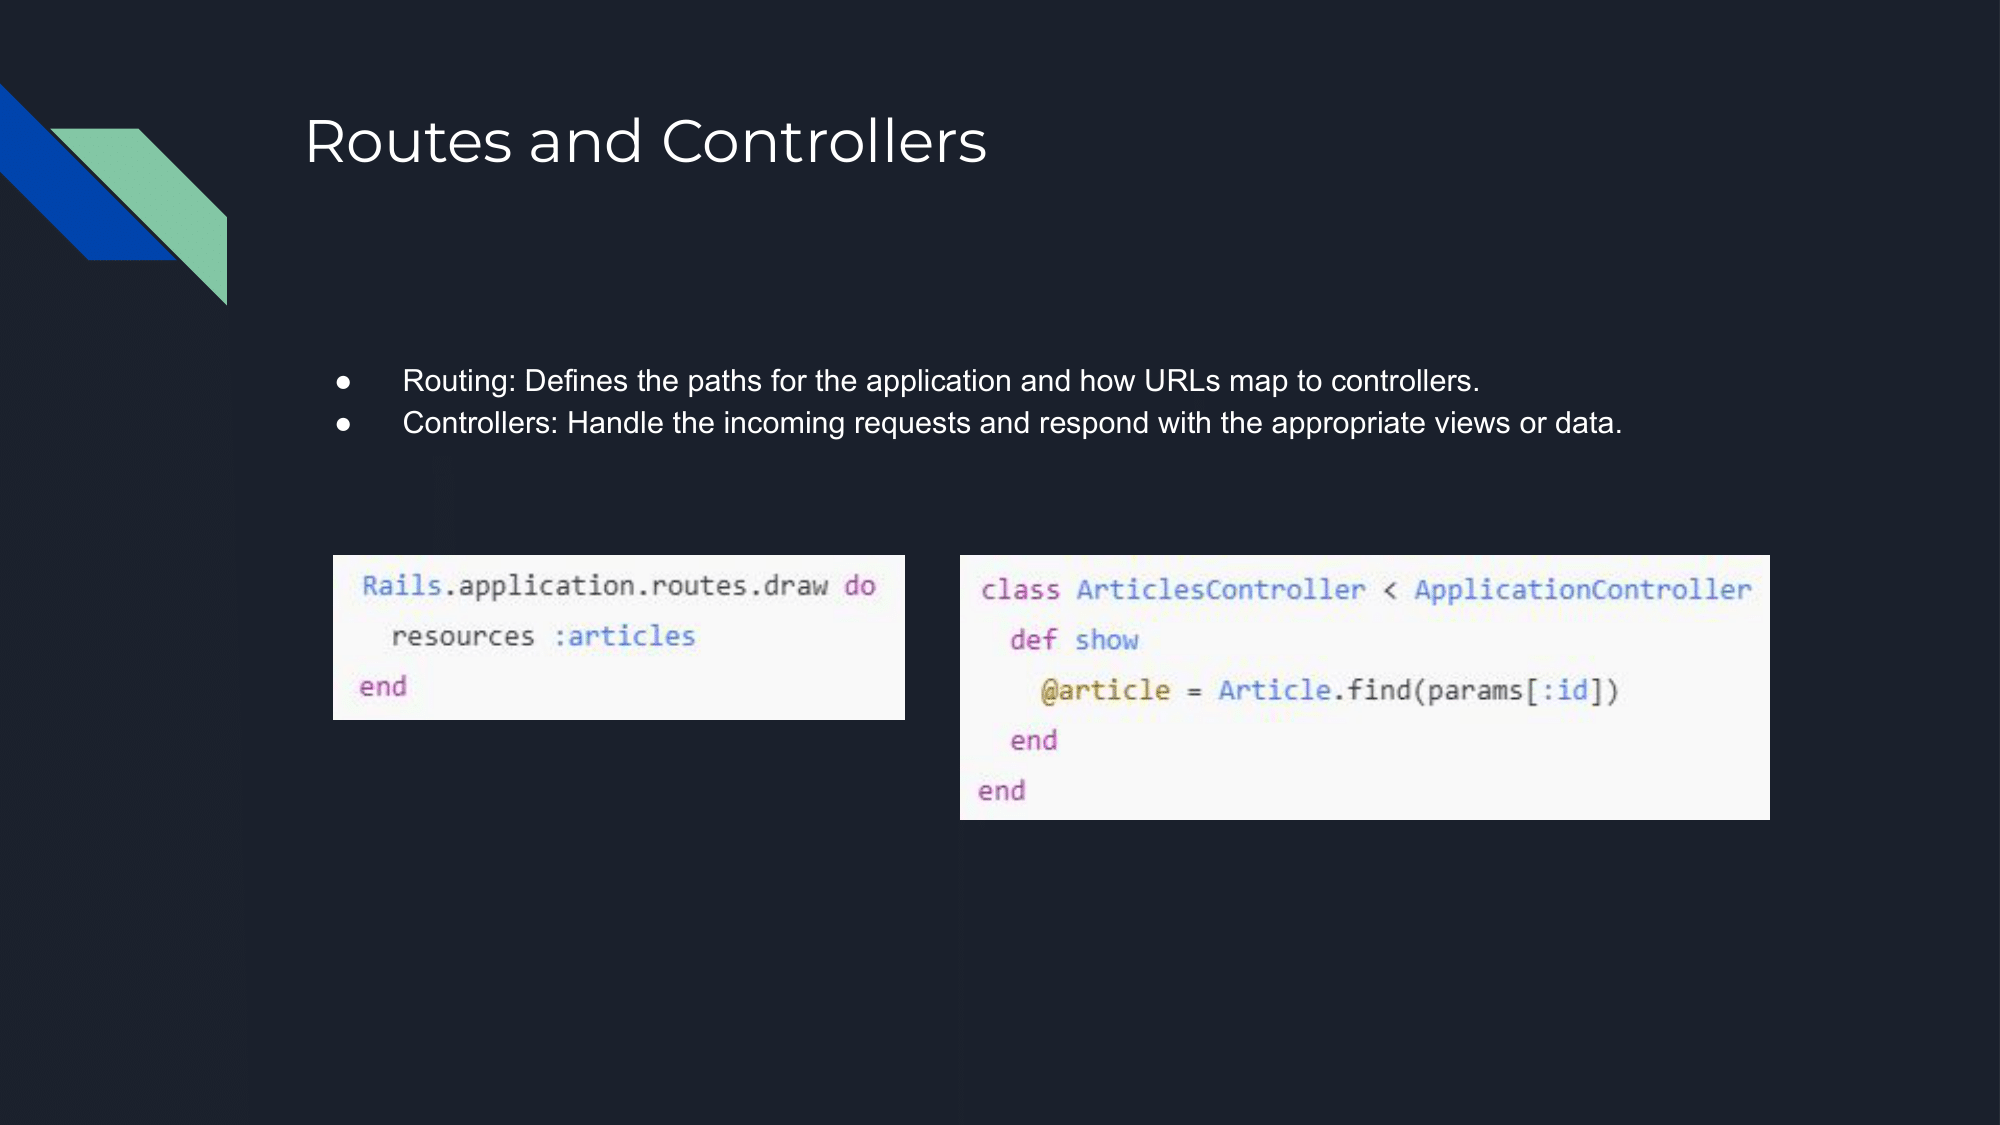 Routes and Controllers
● Routing: Defines the paths for the application and how URLs map to controllers.
● Controllers: Handle the incoming requests and respond with the appropriate views or data.
Rails.application.routes.draw do
  resources :articles
end
class ArticlesController < ApplicationController
  def show
    @article = Article.find(params[:id])
  end
end